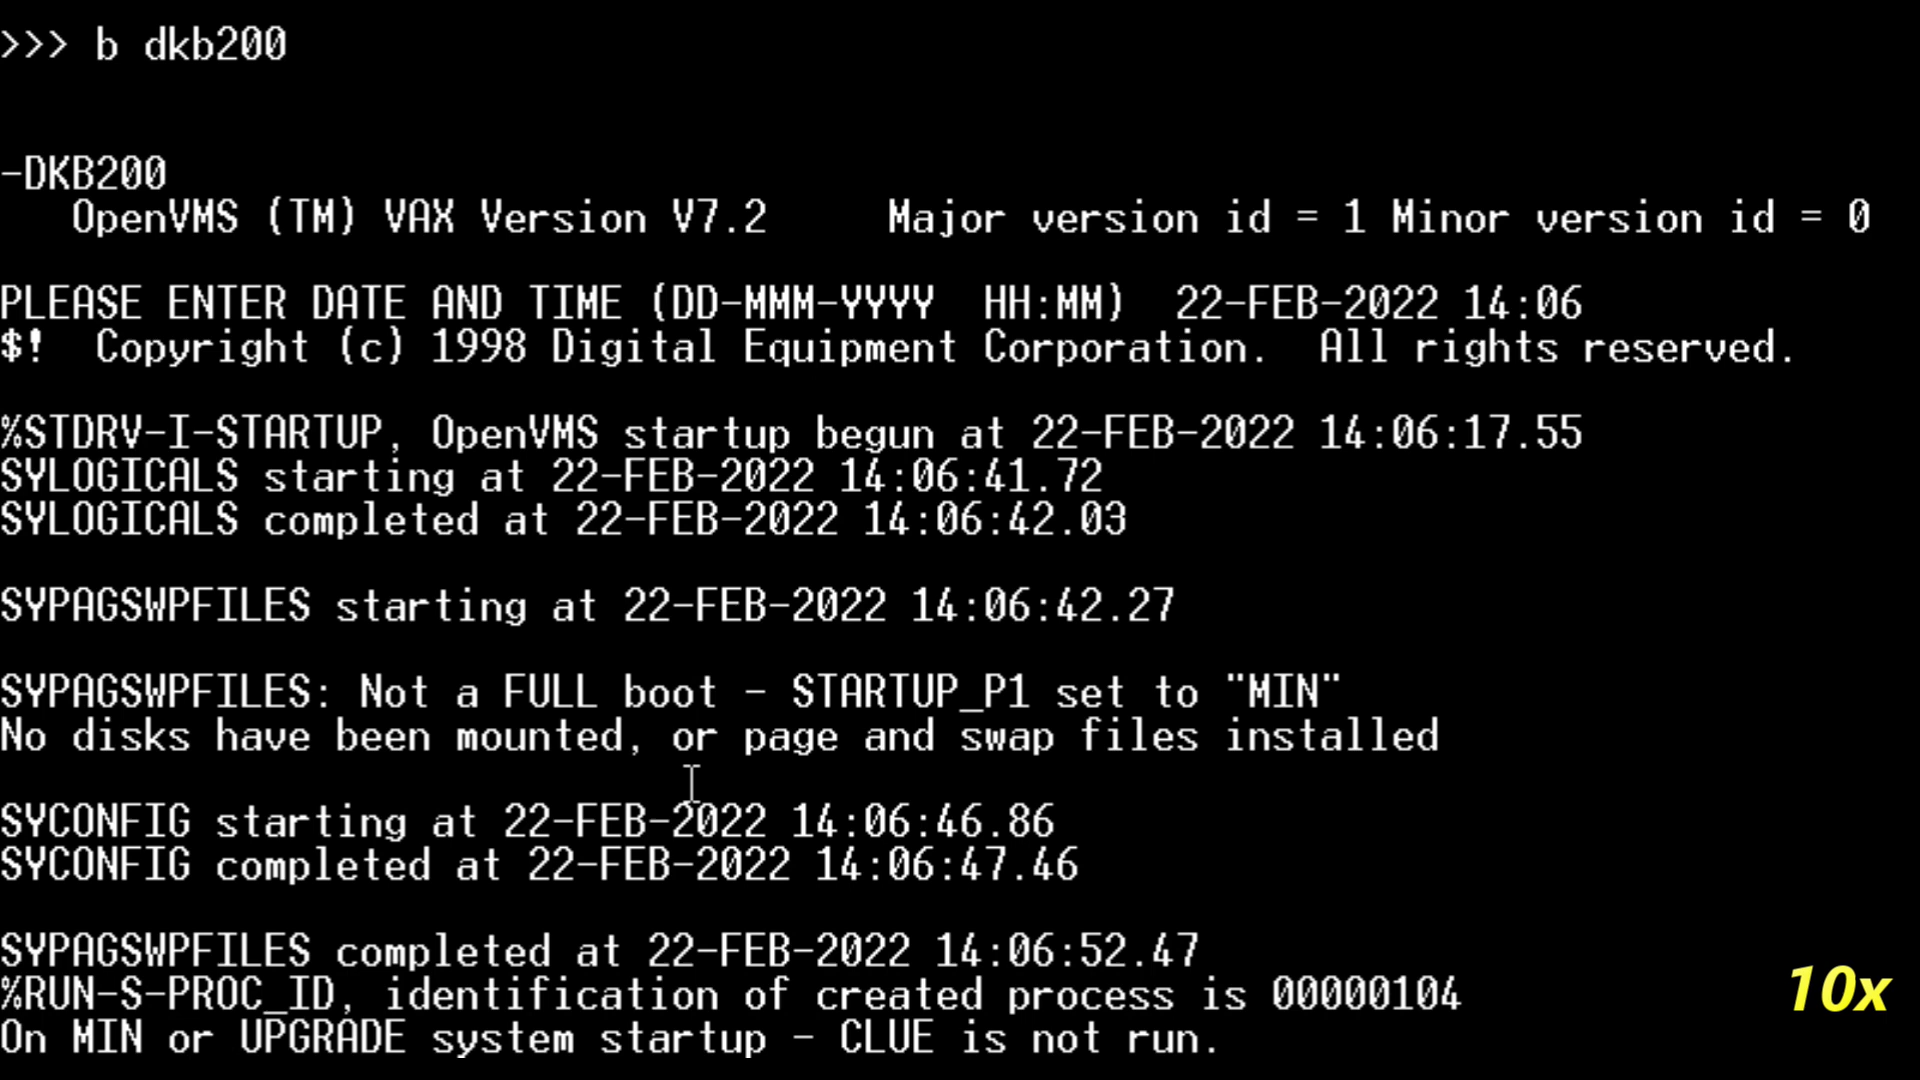 >>> b dkb200
-DKB200
OpenVMS (TM) VAX Version V7.2     Major version id = 1 Minor version id = 0
PLEASE ENTER DATE AND TIME (DD-MMM-YYYY  HH:MM)  22-FEB-2022 14:06
$!  Copyright (c) 1998 Digital Equipment Corporation.  All rights reserved.
%STDRV-I-STARTUP, OpenVMS startup begun at 22-FEB-2022 14:06:17.55
SYLOGICALS starting at 22-FEB-2022 14:06:41.72
SYLOGICALS completed at 22-FEB-2022 14:06:42.03
SYPAGSWPFILES starting at 22-FEB-2022 14:06:42.27
SYPAGSWPFILES: Not a FULL boot - STARTUP_P1 set to "MIN"
No disks have been mounted, or page and swap files installed
SYCONFIG starting at 22-FEB-2022 14:06:46.86
SYCONFIG completed at 22-FEB-2022 14:06:47.46
SYPAGSWPFILES completed at 22-FEB-2022 14:06:52.47
%RUN-S-PROC_ID, identification of created process is 00000104
On MIN or UPGRADE system startup - CLUE is not run.
10x